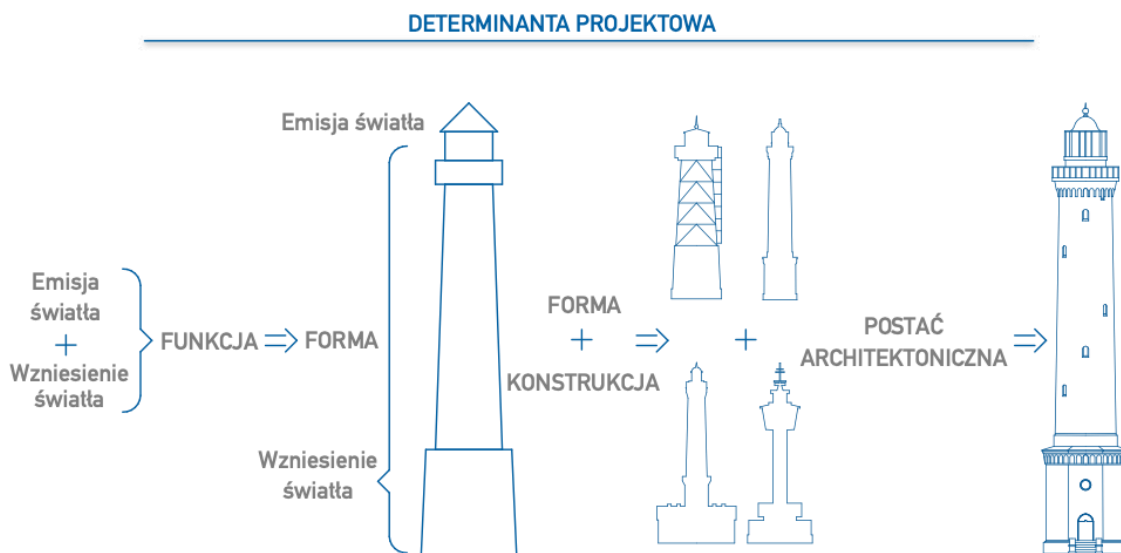 DETERMINANTA PROJEKTOWA
Emisja
światła
+
Wzniesienie
światła
FUNKCJA ⇒ FORMA
Emisja światła
Wzniesienie
światła
FORMA
+
KONSTRUKCJA
⇒
+
POSTAĆ
ARCHITEKTONICZNA
⇒